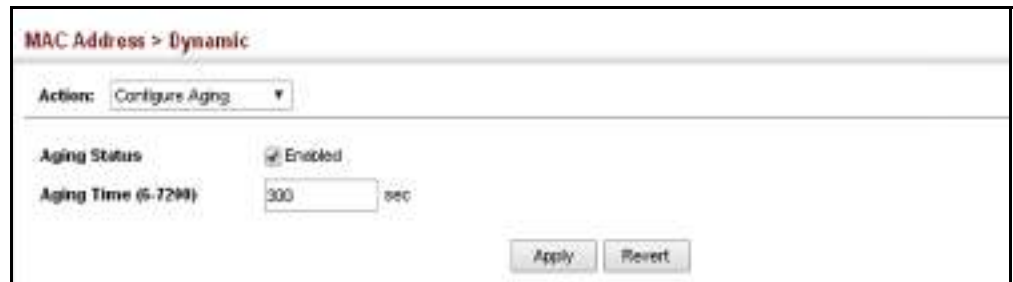 MAC Address > Dynamic
Action: Configure Aging
Aging Status Enabled
Aging Time (6-7200) 300 sec
Apply Revert